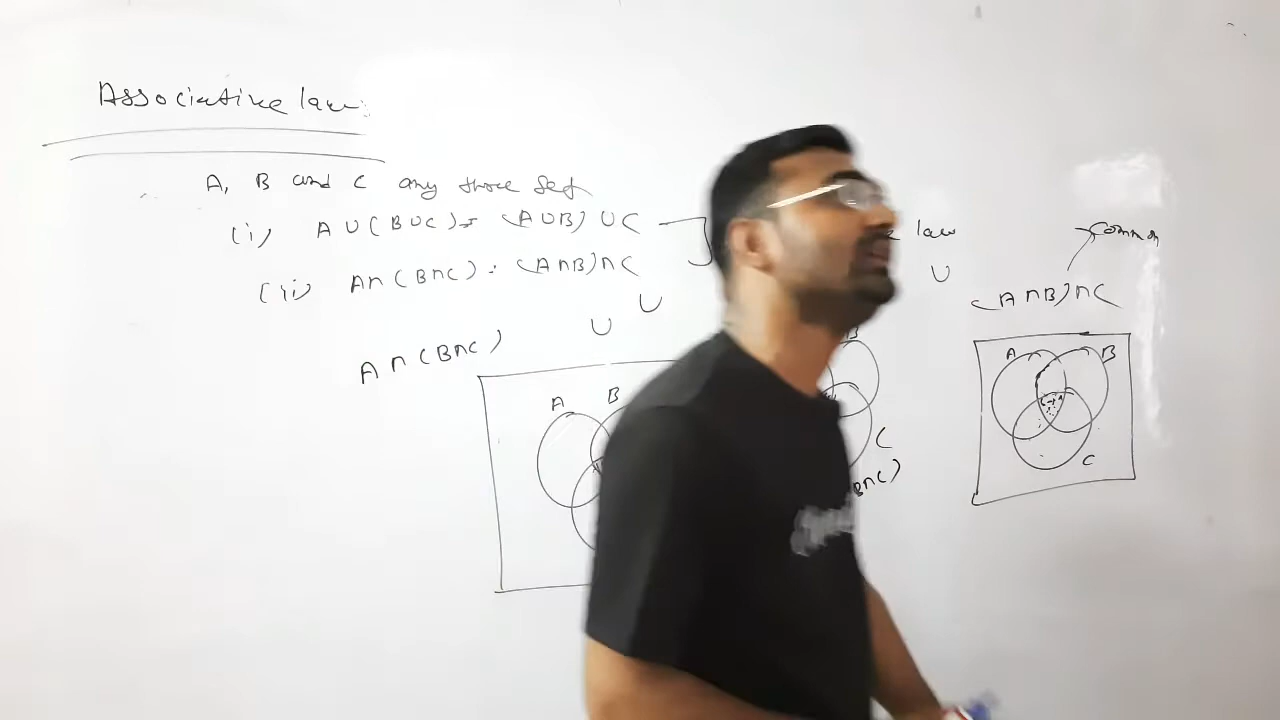 Associative law:
A, B and C any three set
(i) A∪(B∪C) = (A∪B)∪C
law
(ii) A∩(B∩C) = (A∩B)∩C
∪
common
(A∩B)∩C
∪
∪
A∩(B∩C)
A B
B
C
B∩C)
A B
C